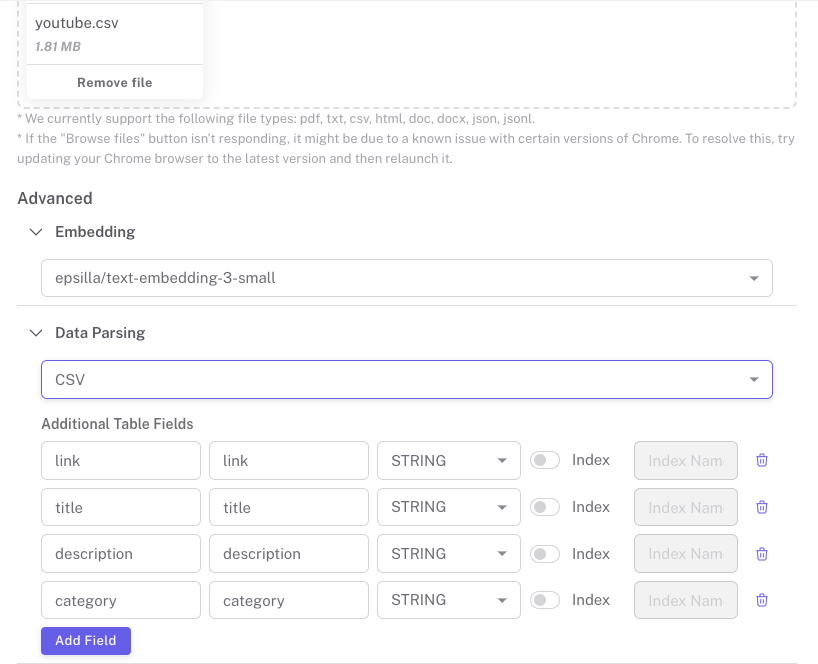 youtube.csv
1.81 MB
Remove file
* We currently support the following file types: pdf, txt, csv, html, doc, docx, json, jsonl.
* If the "Browse files" button isn't responding, it might be due to a known issue with certain versions of Chrome. To resolve this, try
updating your Chrome browser to the latest version and then relaunch it.
Advanced
Embedding
epsilla/text-embedding-3-small
Data Parsing
CSV
Additional Table Fields
link link STRING Index Index Nam
title title STRING Index Index Nam
description description STRING Index Index Nam
category category STRING Index Index Nam
Add Field